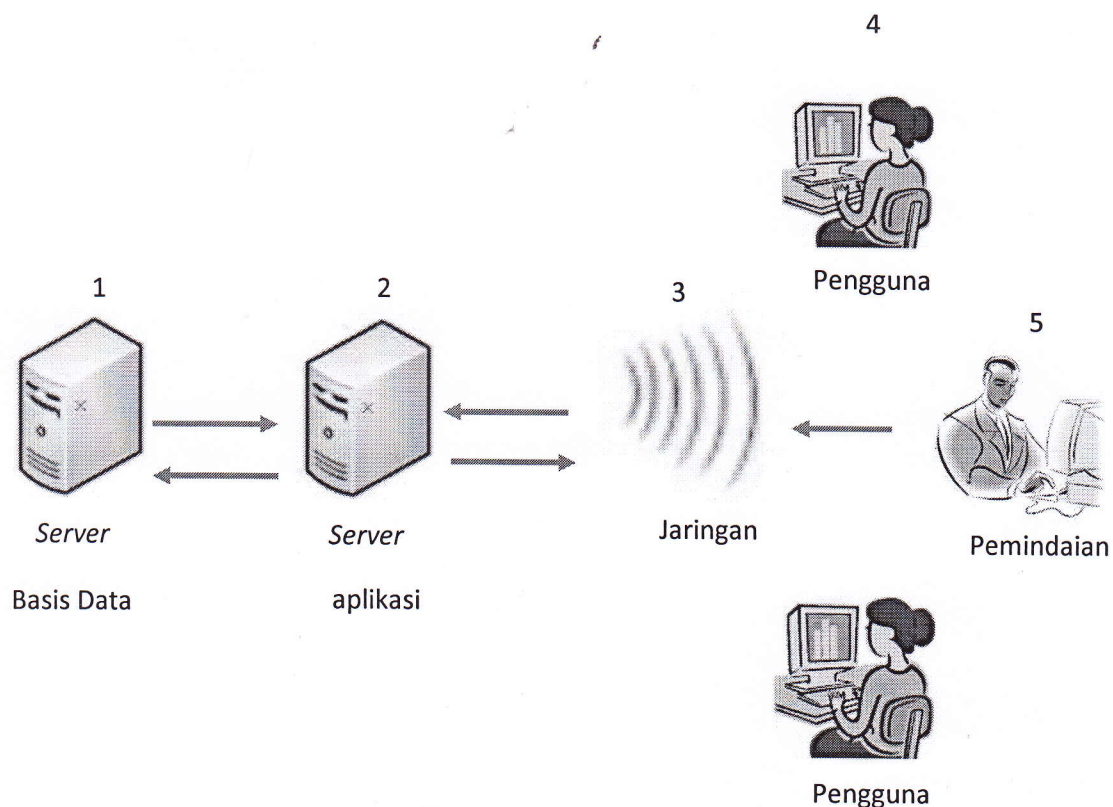 4
Pengguna
1
2
3
5
Server
Basis Data
Server
aplikasi
Jaringan
Pemindaian
Pengguna